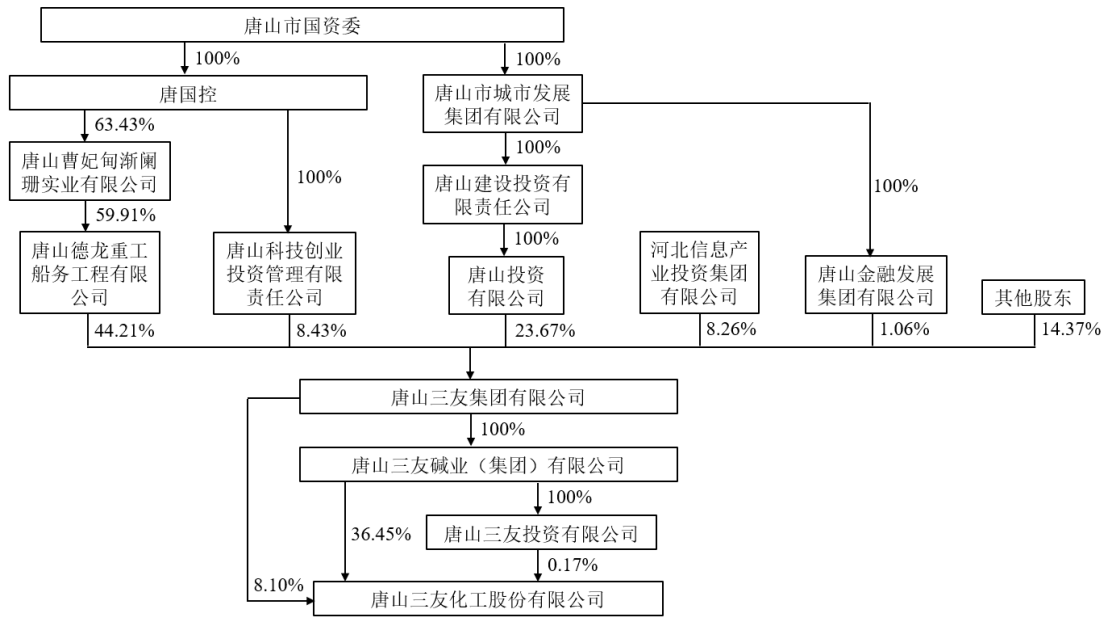 唐山市国资委
100%
100%
唐国控
唐山市城市发展
集团有限公司
63.43%
100%
100%
100%
唐山曹妃甸渐阑
珊实业有限公司
唐山建设投资有
限责任公司
59.91%
100%
唐山德龙重工
船务工程有限
公司
唐山科技创业
投资管理有限
责任公司
唐山投资
有限公司
河北信息产
业投资集团
有限公司
唐山金融发展
集团有限公司
其他股东
44.21%
8.43%
23.67%
8.26%
1.06%
14.37%
唐山三友集团有限公司
100%
唐山三友碱业（集团）有限公司
100%
36.45%
唐山三友投资有限公司
0.17%
8.10%
唐山三友化工股份有限公司